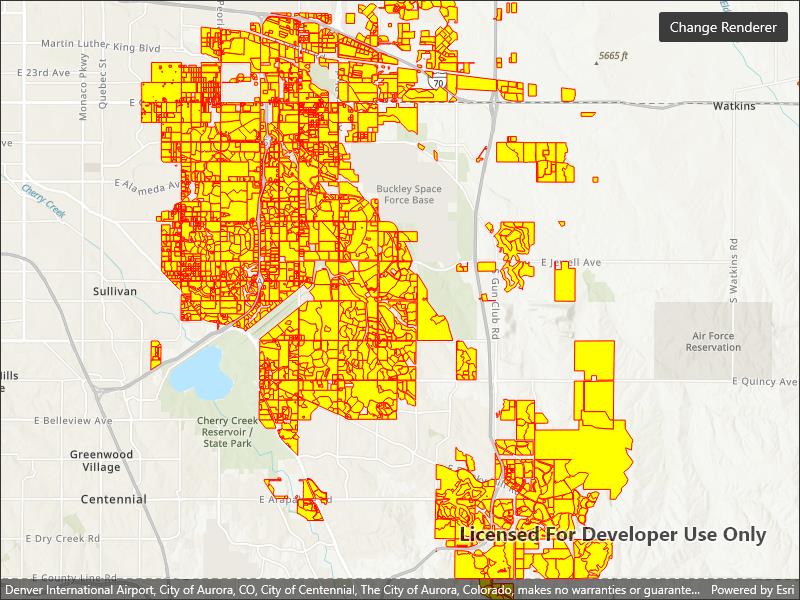 Change Renderer
Martin Luther King Blvd
E 23rd Ave
Monaco Pkwy
Quebec St
5665 ft
70
Watkins
E Alameda Av
Cherry Creek
Buckley Space
Force Base
E Jewell Ave
S Gun Club Rd
S Watkins Rd
Sullivan
Air Force
Reservation
E Quincy Ave
E Belleview Ave
Cherry Creek
Reservoir /
State Park
Greenwood
Village
Centennial
E Dry Creek Rd
Licensed For Developer Use Only
E County Line Rd
Denver International Airport, City of Aurora, CO, City of Centennial, The City of Aurora, Colorado, makes no warranties or guarante... Powered by Esri